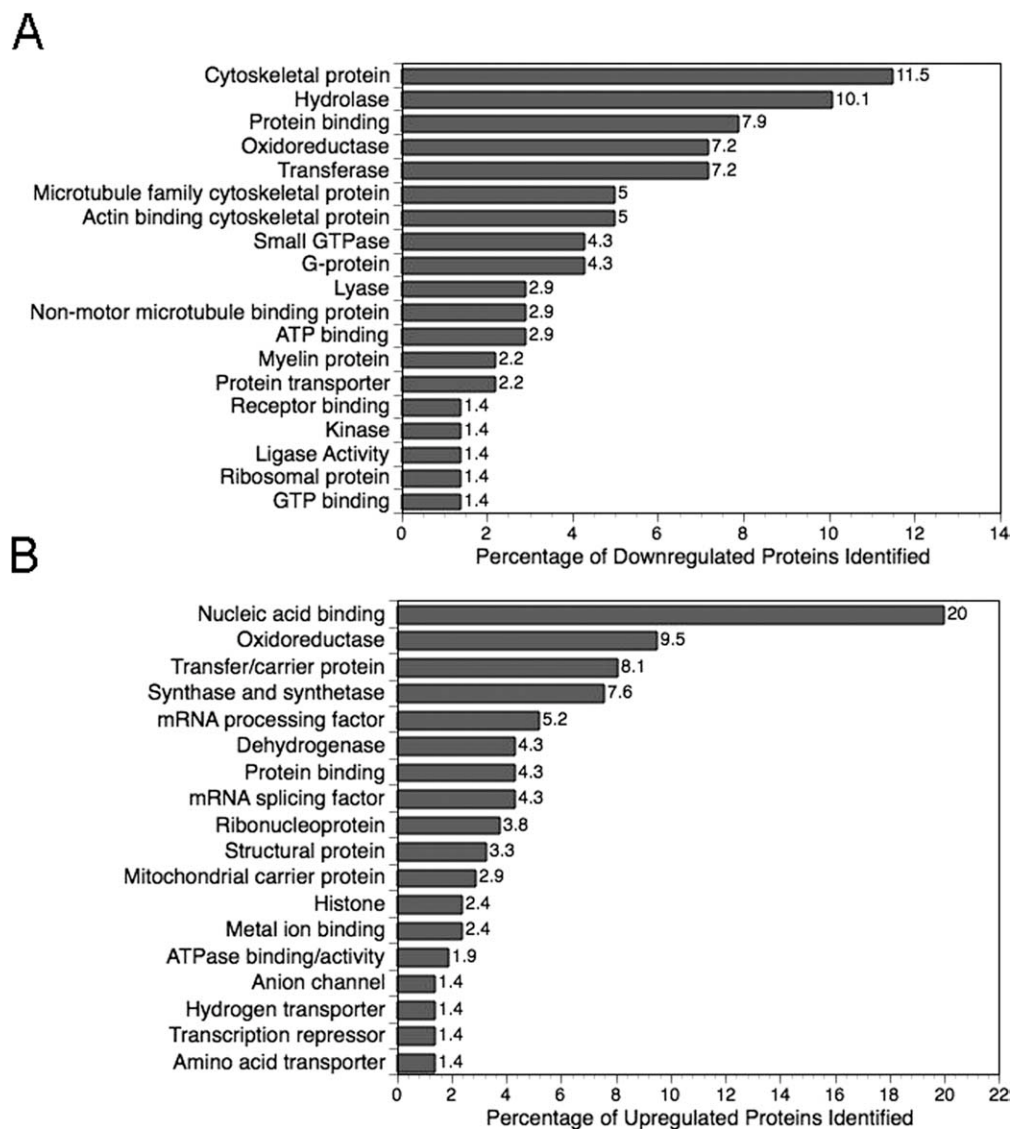 A
Cytoskeletal protein 11.5
Hydrolase 10.1
Protein binding 7.9
Oxidoreductase 7.2
Transferase 7.2
Microtubule family cytoskeletal protein 5
Actin binding cytoskeletal protein 5
Small GTPase 4.3
G-protein 4.3
Lyase 2.9
Non-motor microtubule binding protein 2.9
ATP binding 2.9
Myelin protein 2.2
Protein transporter 2.2
Receptor binding 1.4
Kinase 1.4
Ligase Activity 1.4
Ribosomal protein 1.4
GTP binding 1.4
0 2 4 6 8 10 12 14
Percentage of Downregulated Proteins Identified
B
Nucleic acid binding 20
Oxidoreductase 9.5
Transfer/carrier protein 8.1
Synthase and synthetase 7.6
mRNA processing factor 5.2
Dehydrogenase 4.3
Protein binding 4.3
mRNA splicing factor 4.3
Ribonucleoprotein 3.8
Structural protein 3.3
Mitochondrial carrier protein 2.9
Histone 2.4
Metal ion binding 2.4
ATPase binding/activity 1.9
Anion channel 1.4
Hydrogen transporter 1.4
Transcription repressor 1.4
Amino acid transporter 1.4
0 2 4 6 8 10 12 14 16 18 20 22
Percentage of Upregulated Proteins Identified